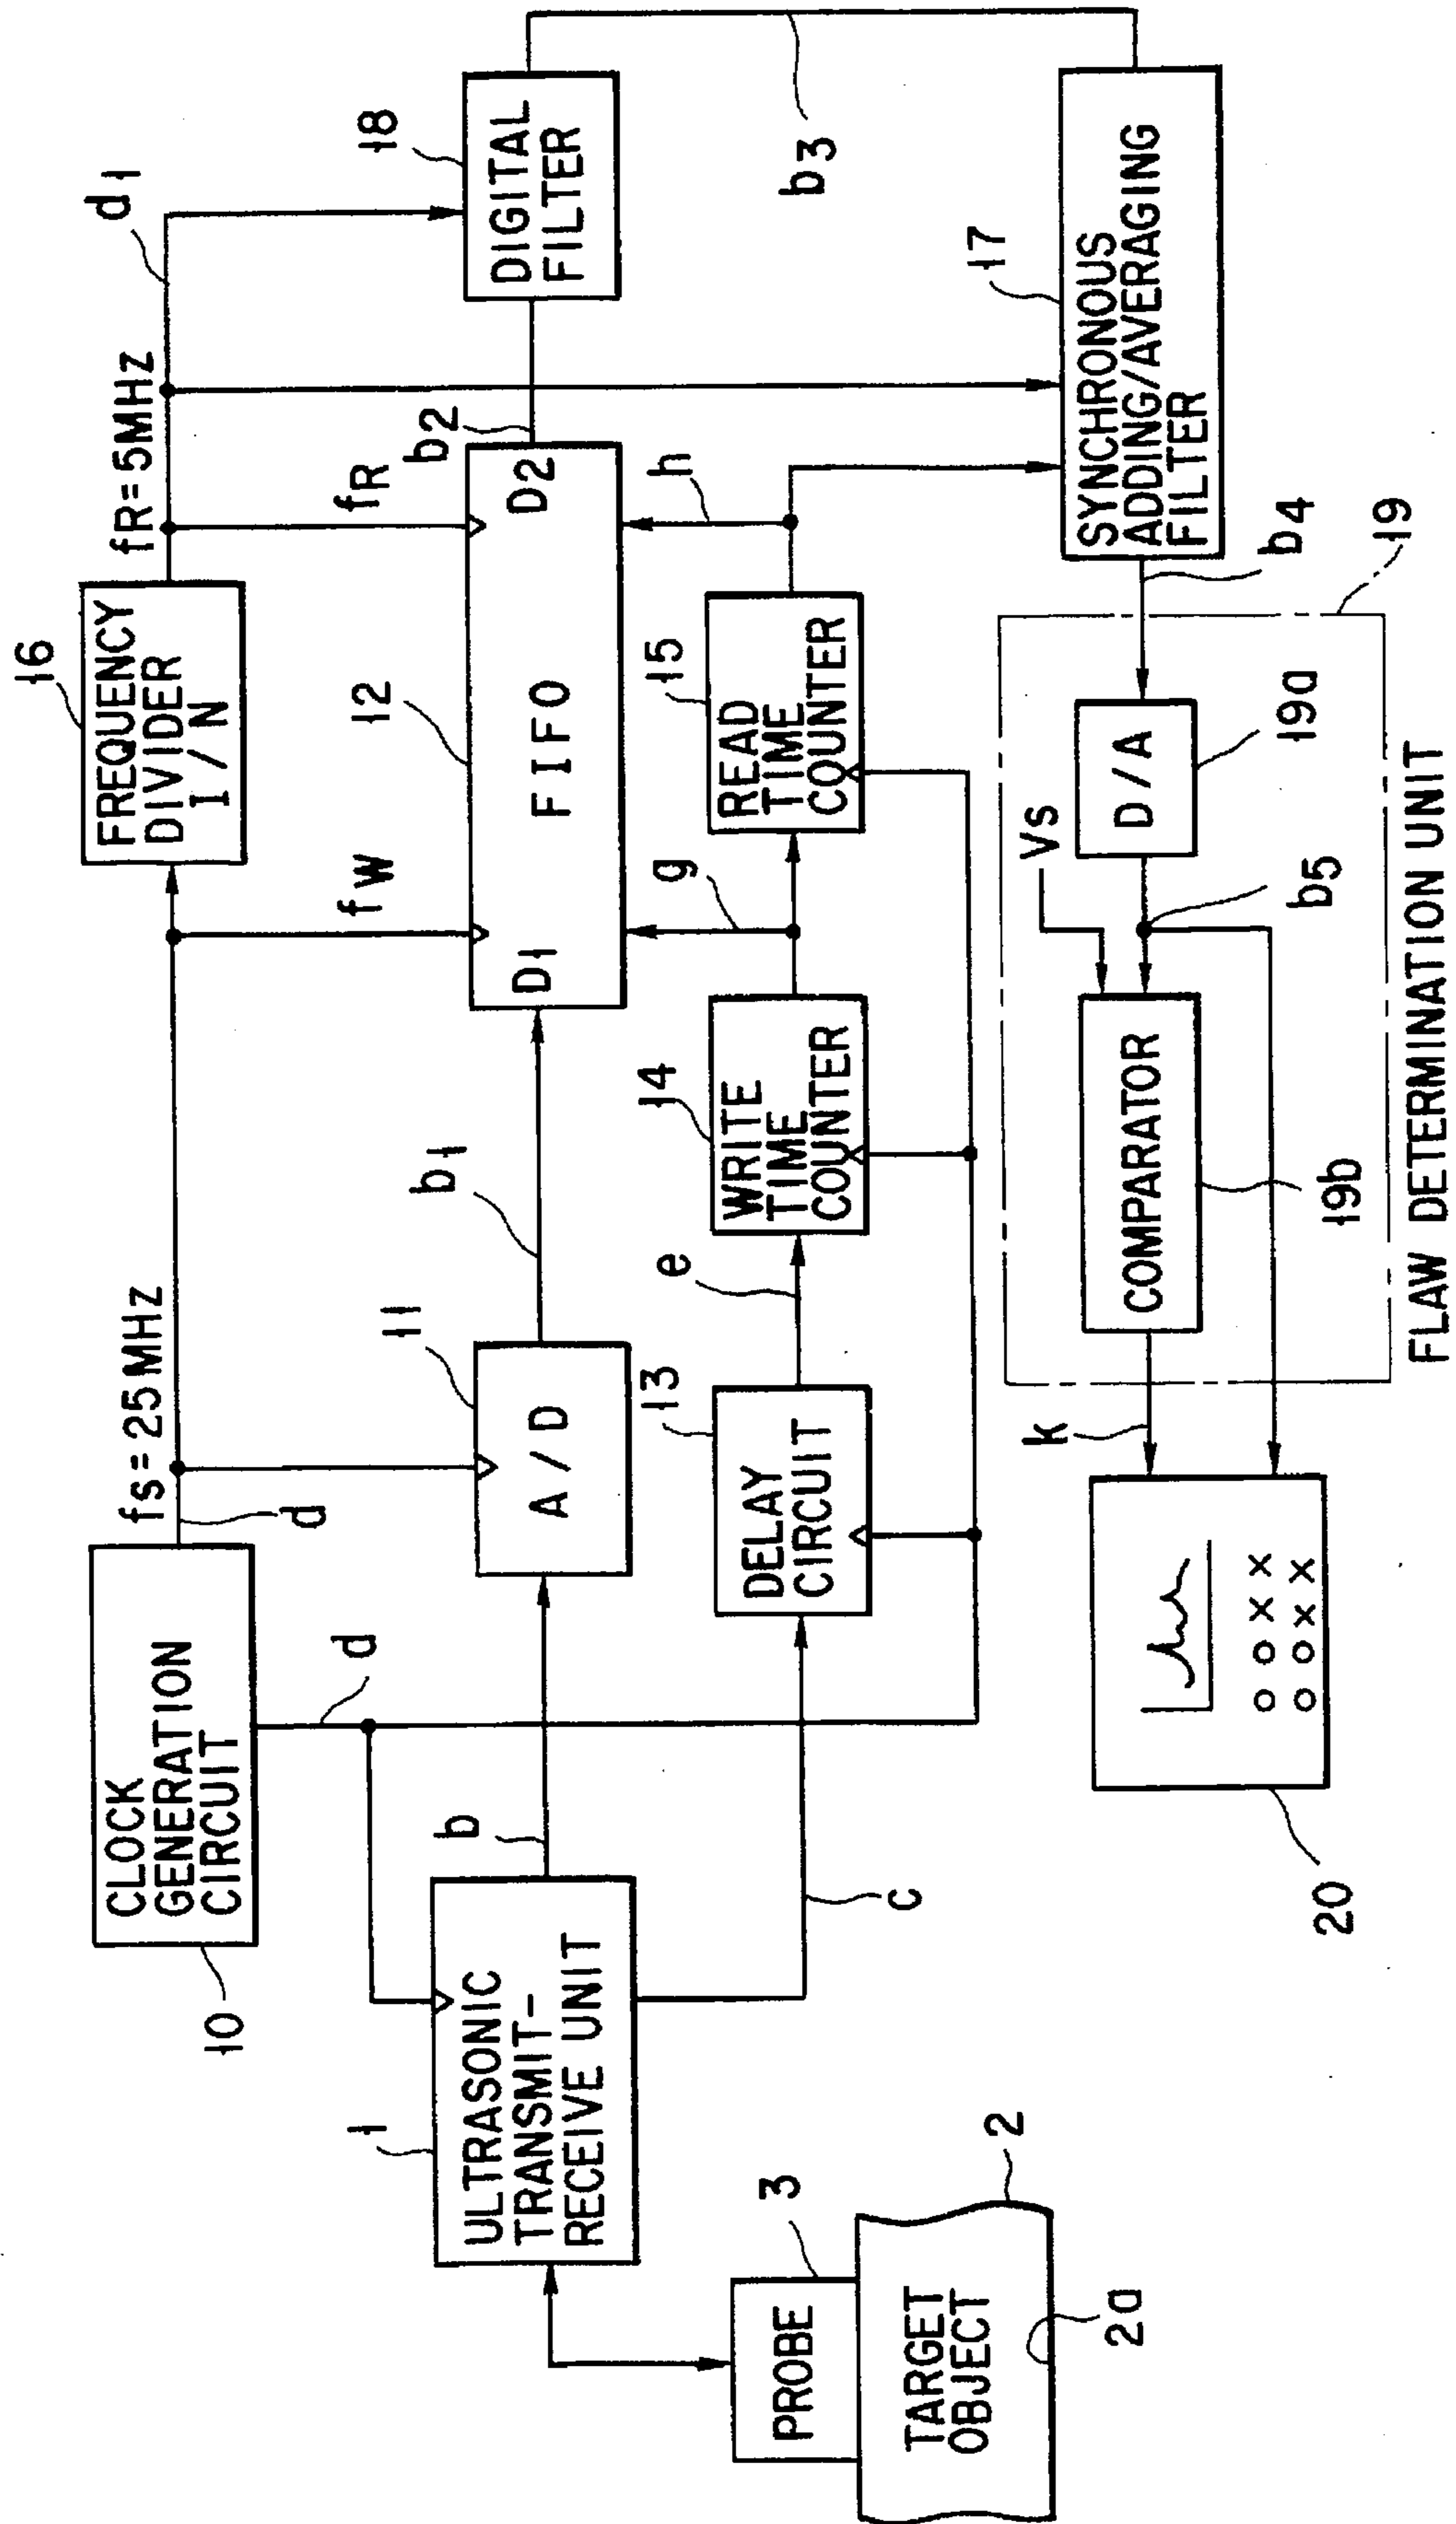 10
CLOCK
GENERATION
CIRCUIT
d
fs=25MHz
d
16
FREQUENCY
DIVIDER
1/N
fR=5MHz
d1
fW
fR
1
ULTRASONIC
TRANSMIT-
RECEIVE UNIT
b
11
A/D
b1
12
D1
FIFO
D2
b2
18
DIGITAL
FILTER
b3
c
13
DELAY
CIRCUIT
e
14
WRITE
TIME
COUNTER
g
15
READ
TIME
COUNTER
h
17
SYNCHRONOUS
ADDING/AVERAGING
FILTER
b4
19
3
PROBE
TARGET
OBJECT
2
2a
20
k
COMPARATOR
19b
Vs
b5
D/A
19a
FLAW DETERMINATION UNIT
O O X X
O O X X